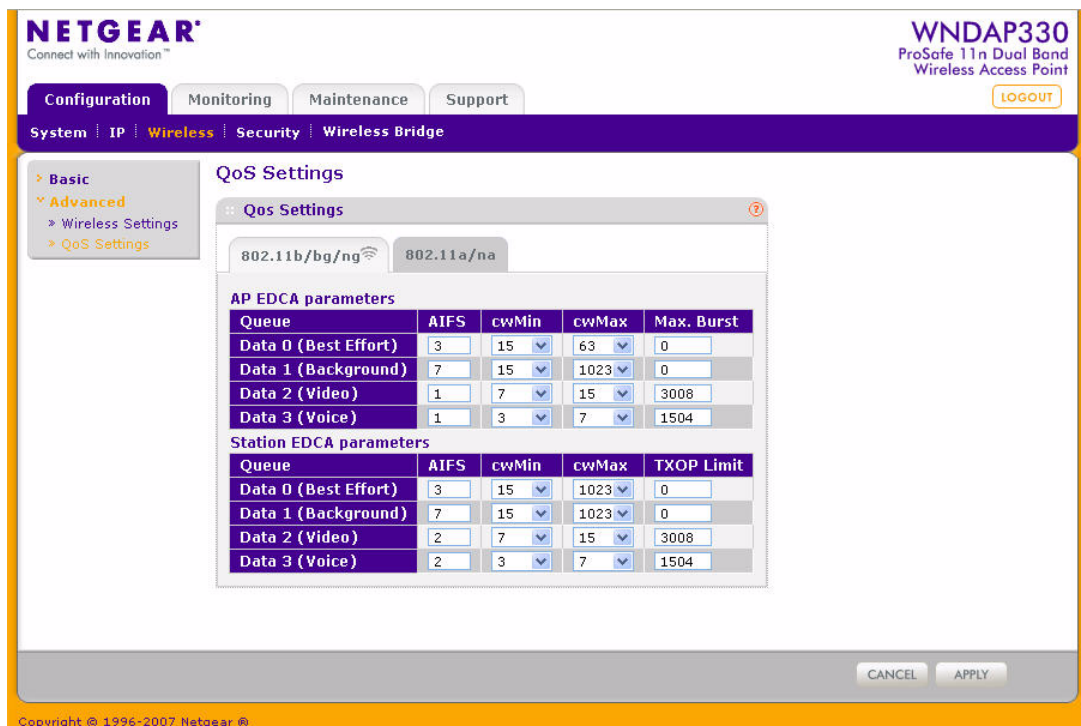 NETGEAR®
Connect with Innovation™
WNDAP330
ProSafe 11n Dual Band
Wireless Access Point
Configuration Monitoring Maintenance Support
LOGOUT
System IP Wireless Security Wireless Bridge
Basic
Advanced
» Wireless Settings
» QoS Settings
QoS Settings
Qos Settings ?
802.11b/bg/ng 802.11a/na
AP EDCA parameters
Queue AIFS cwMin cwMax Max. Burst
Data 0 (Best Effort) 3 15 63 0
Data 1 (Background) 7 15 1023 0
Data 2 (Video) 1 7 15 3008
Data 3 (Voice) 1 3 7 1504
Station EDCA parameters
Queue AIFS cwMin cwMax TXOP Limit
Data 0 (Best Effort) 3 15 1023 0
Data 1 (Background) 7 15 1023 0
Data 2 (Video) 2 7 15 3008
Data 3 (Voice) 2 3 7 1504
CANCEL APPLY
Copyright © 1996-2007 Netgear ®